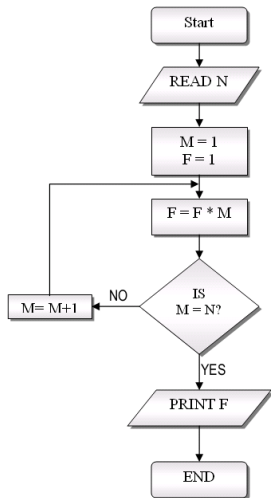 Start
READ N
M = 1
F = 1
F = F * M
IS
M = N?
NO
M= M+1
YES
PRINT F
END